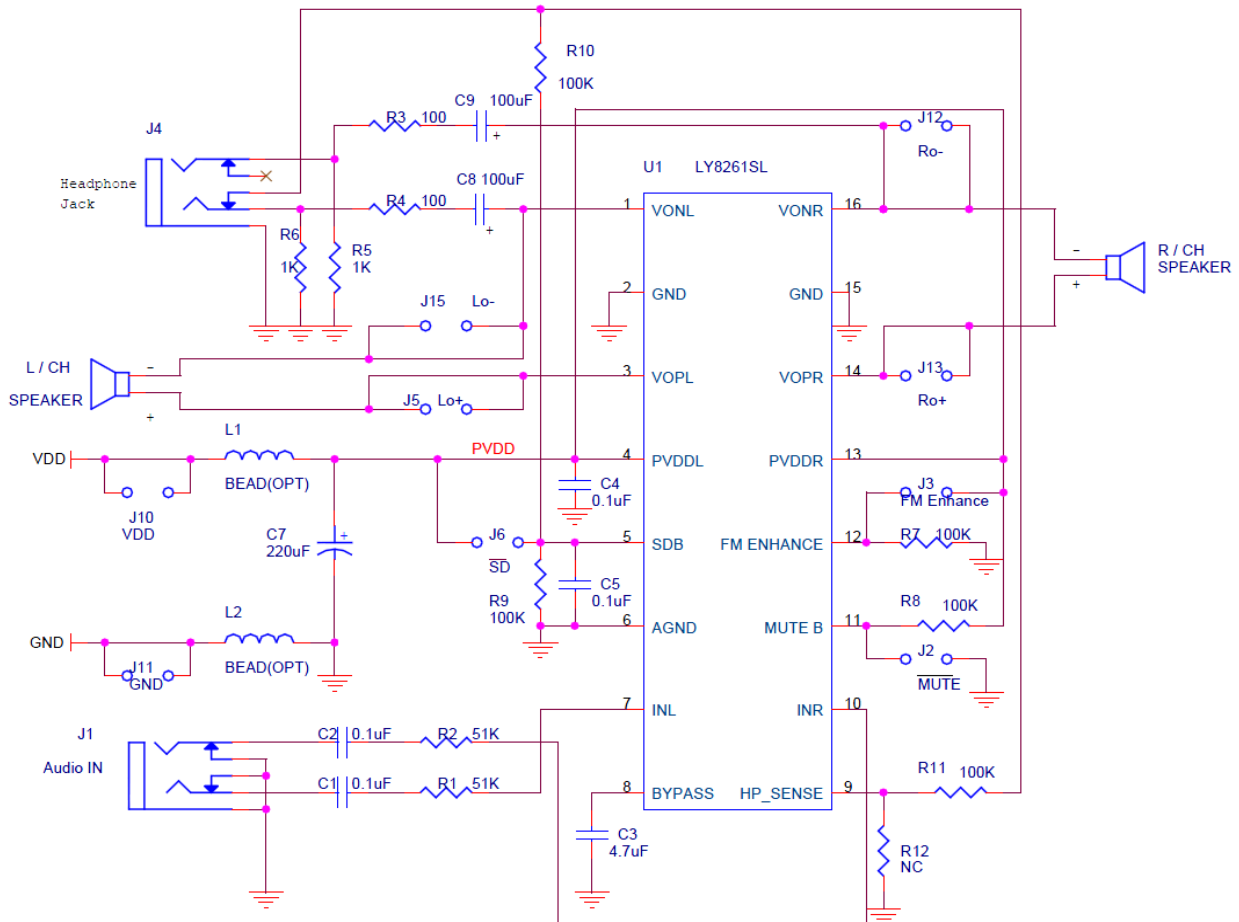 R10
100K
C9 100uF
R3 100
+
J4
Headphone
Jack
C8 100uF
R4 100
+
R6
1K
R5
1K
J12
Ro-
U1 LY8261SL
1 VONL
VONR 16
2 GND
GND 15
3 VOPL
VOPR 14
4 PVDDL
PVDDR 13
5 SDB
FM ENHANCE 12
6 AGND
MUTE B 11
7 INL
INR 10
8 BYPASS
HP_SENSE 9
-
+
R / CH
SPEAKER
J15 Lo-
J13
Ro+
L / CH
SPEAKER
-
+
J5 Lo+
PVDD
VDD
L1
BEAD(OPT)
J10
VDD
C4
0.1uF
J3
FM Enhance
R7 100K
C7
220uF
+
J6
SD
R9
100K
C5
0.1uF
R8
100K
J2
MUTE
GND
L2
BEAD(OPT)
J11
GND
J1
Audio IN
C2 0.1uF
R2 51K
C1 0.1uF
R1 51K
C3
4.7uF
R11
100K
R12
NC